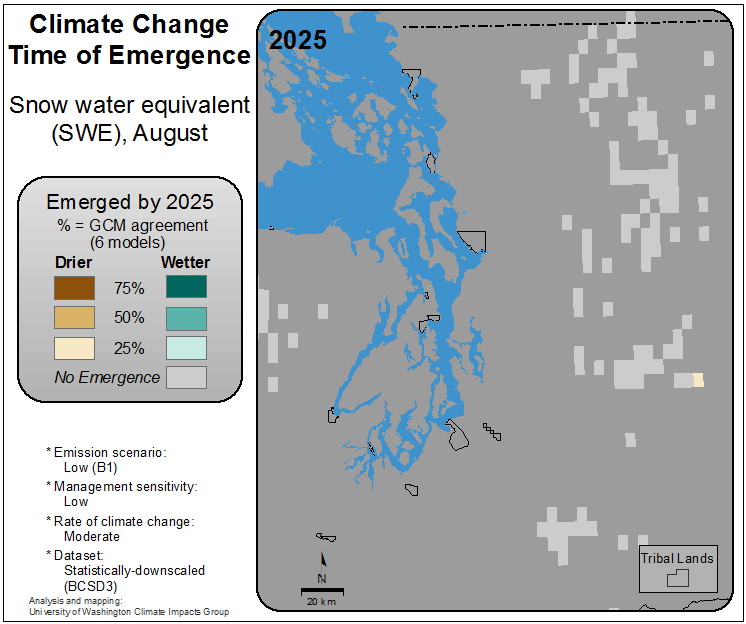 Climate Change
Time of Emergence
Snow water equivalent
(SWE), August
Emerged by 2025
% = GCM agreement
(6 models)
Drier Wetter
75%
50%
25%
No Emergence
* Emission scenario:
Low (B1)
* Management sensitivity:
Low
* Rate of climate change:
Moderate
* Dataset:
Statistically-downscaled
(BCSD3)
Analysis and mapping:
University of Washington Climate Impacts Group
2025
N
20 km
Tribal Lands